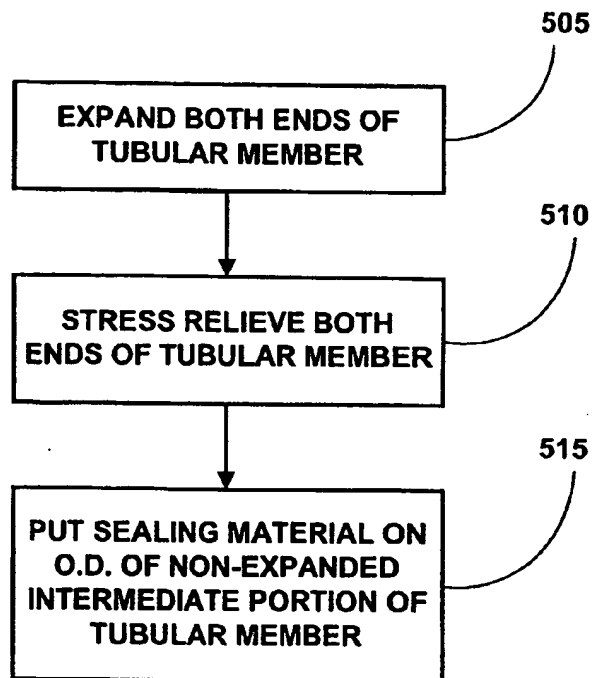 505
EXPAND BOTH ENDS OF
TUBULAR MEMBER
510
STRESS RELIEVE BOTH
ENDS OF TUBULAR MEMBER
515
PUT SEALING MATERIAL ON
O.D. OF NON-EXPANDED
INTERMEDIATE PORTION OF
TUBULAR MEMBER